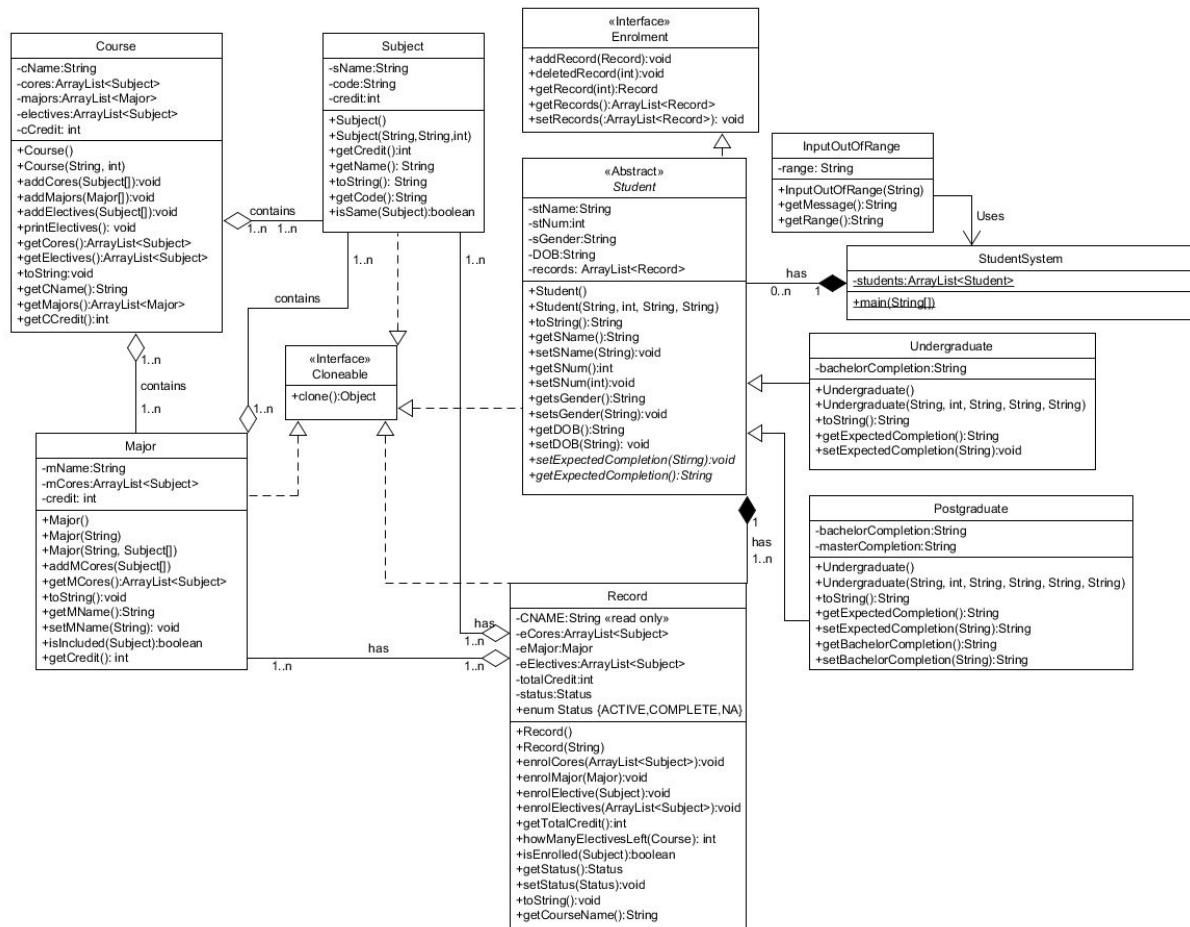 Course
-cName:String
-cores:ArrayList<Subject>
-majors:ArrayList<Major>
-electives:ArrayList<Subject>
-cCredit: int
+Course()
+Course(String, int)
+addCores(Subject[]):void
+addMajors(Major[]):void
+addElectives(Subject[]):void
+printElectives(): void
+getCores():ArrayList<Subject>
+getElectives():ArrayList<Subject>
+toString:void
+getCName():String
+getMajors():ArrayList<Major>
+getCCredit():int
contains
1..n 1..n
Subject
-sName:String
-code:String
-credit:int
+Subject()
+Subject(String,String,int)
+getCredit():int
+getName(): String
+toString(): String
+getCode():String
+isSame(Subject):boolean
1..n
1..n
contains
1..n
«Interface»
Enrolment
+addRecord(Record):void
+deletedRecord(int):void
+getRecord(int):Record
+getRecords():ArrayList<Record>
+setRecords(:ArrayList<Record>): void
«Abstract»
Student
-stName:String
-stNum:int
-sGender:String
-DOB:String
-records: ArrayList<Record>
+Student()
+Student(String, int, String, String)
+toString():String
+getSName():String
+setSName(String):void
+getSNum():int
+setSNum(int):void
+getsGender():String
+setsGender(String):void
+getDOB():String
+setDOB(String): void
+setExpectedCompletion(Stirng):void
+getExpectedCompletion():String
InputOutOfRange
-range: String
+InputOutOfRange(String)
+getMessage():String
+getRange():String
Uses
StudentSystem
-students:ArrayList<Student>
+main(String[])
has
0..n 1
Undergraduate
-bachelorCompletion:String
+Undergraduate()
+Undergraduate(String, int, String, String, String)
+toString():String
+getExpectedCompletion():String
+setExpectedCompletion(String):void
Postgraduate
-bachelorCompletion:String
-masterCompletion:String
+Undergraduate()
+Undergraduate(String, int, String, String, String, String)
+toString():String
+getExpectedCompletion():String
+setExpectedCompletion(String):String
+getBachelorCompletion():String
+setBachelorCompletion(String):String
«Interface»
Cloneable
+clone():Object
1..n
contains
1..n
Major
-mName:String
-mCores:ArrayList<Subject>
-credit: int
+Major()
+Major(String)
+Major(String, Subject[])
+addMCores(Subject[])
+getMCores():ArrayList<Subject>
+toString():void
+getMName():String
+setMName(String): void
+isIncluded(Subject):boolean
+getCredit(): int
1
has
1..n
has
1..n
has
1..n 1..n
Record
-CNAME:String «read only»
-eCores:ArrayList<Subject>
-eMajor:Major
-eElectives:ArrayList<Subject>
-totalCredit:int
-status:Status
+enum Status {ACTIVE,COMPLETE,NA}
+Record()
+Record(String)
+enrolCores(ArrayList<Subject>):void
+enrolMajor(Major):void
+enrolElective(Subject):void
+enrolElectives(ArrayList<Subject>):void
+getTotalCredit():int
+howManyElectivesLeft(Course): int
+isEnrolled(Subject):boolean
+getStatus():Status
+setStatus(Status):void
+toString():void
+getCourseName():String